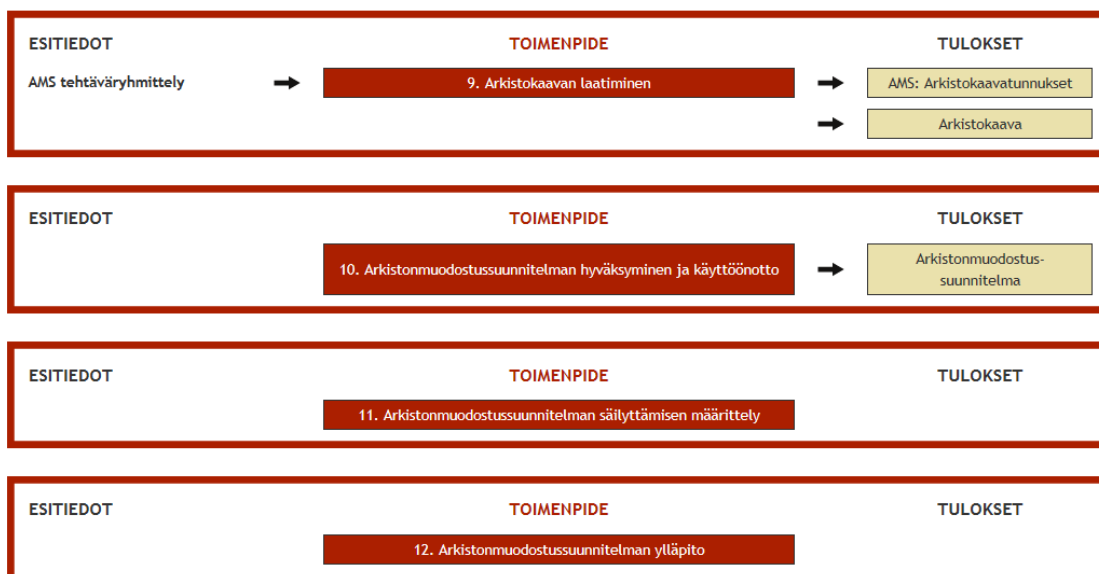 ESITIEDOT TOIMENPIDE TULOKSET
AMS tehtäväryhmittely 9. Arkistokaavan laatiminen AMS: Arkistokaavatunnukset
Arkistokaava
ESITIEDOT TOIMENPIDE TULOKSET
10. Arkistonmuodostussuunnitelman hyväksyminen ja käyttöönotto
Arkistonmuodostus-
suunnitelma
ESITIEDOT TOIMENPIDE TULOKSET
11. Arkistonmuodostussuunnitelman säilyttämisen määrittely
ESITIEDOT TOIMENPIDE TULOKSET
12. Arkistonmuodostussuunnitelman ylläpito